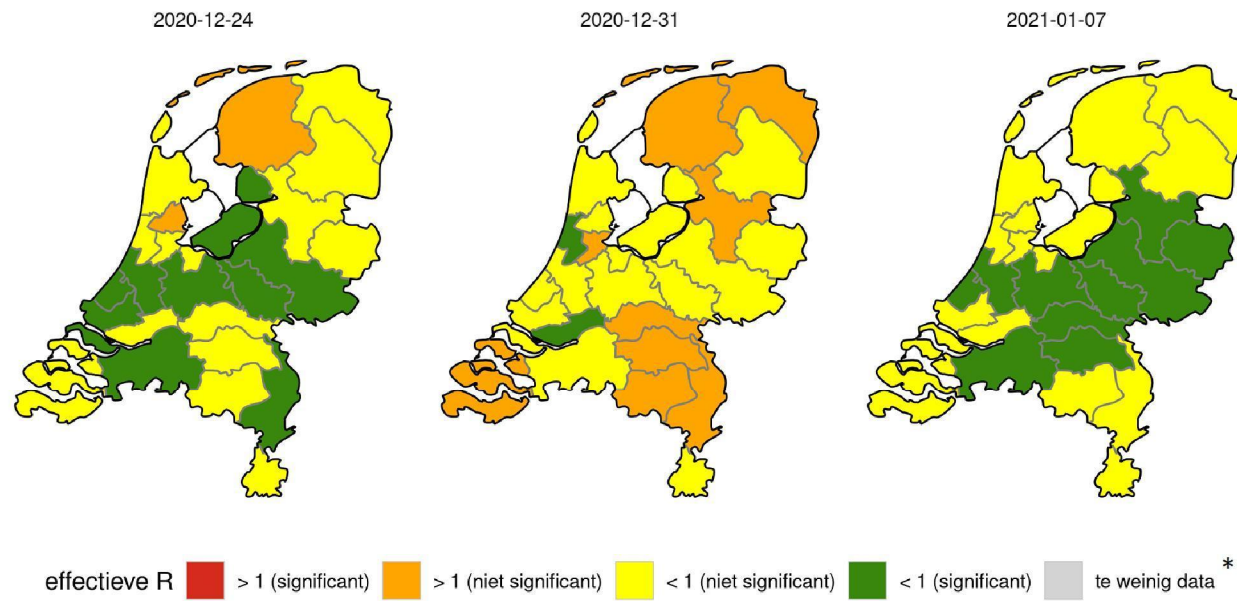 2020-12-24 2020-12-31 2021-01-07
effectieve R > 1 (significant) > 1 (niet significant) < 1 (niet significant) < 1 (significant) te weinig data *